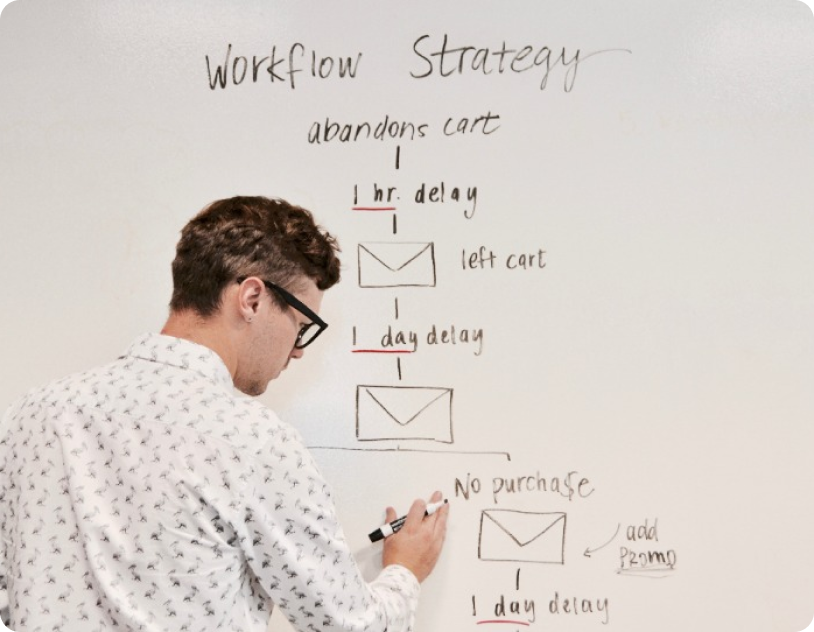 Workflow Strategy
abandons cart
1 hr. delay
left cart
1 day delay
No purchase
add
PROMO
1 day delay